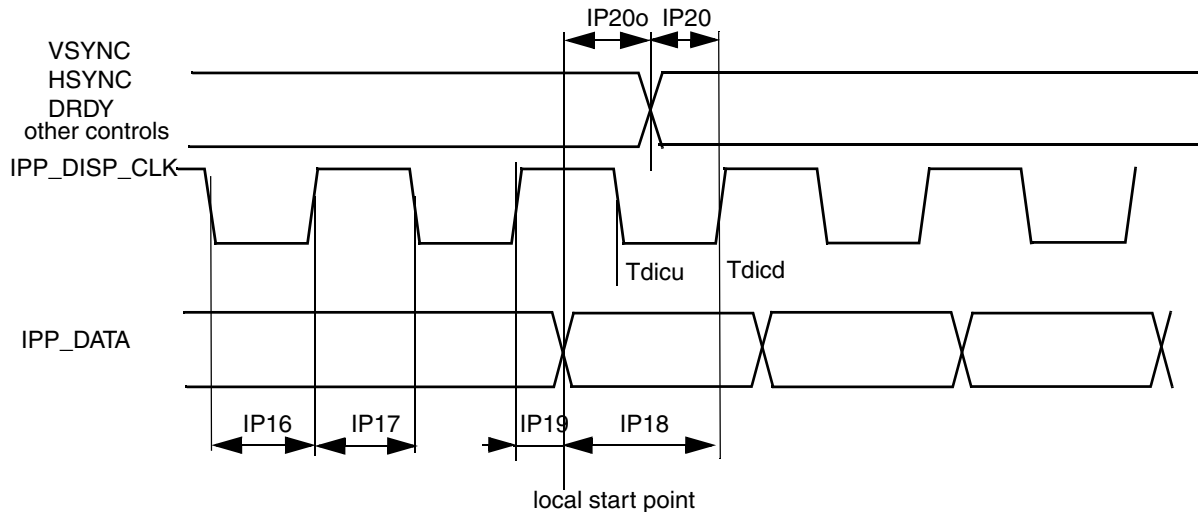 IP20o IP20
VSYNC
HSYNC
DRDY
other controls
IPP_DISP_CLK
Tdicu Tdicd
IPP_DATA
IP16 IP17 IP19 IP18
local start point